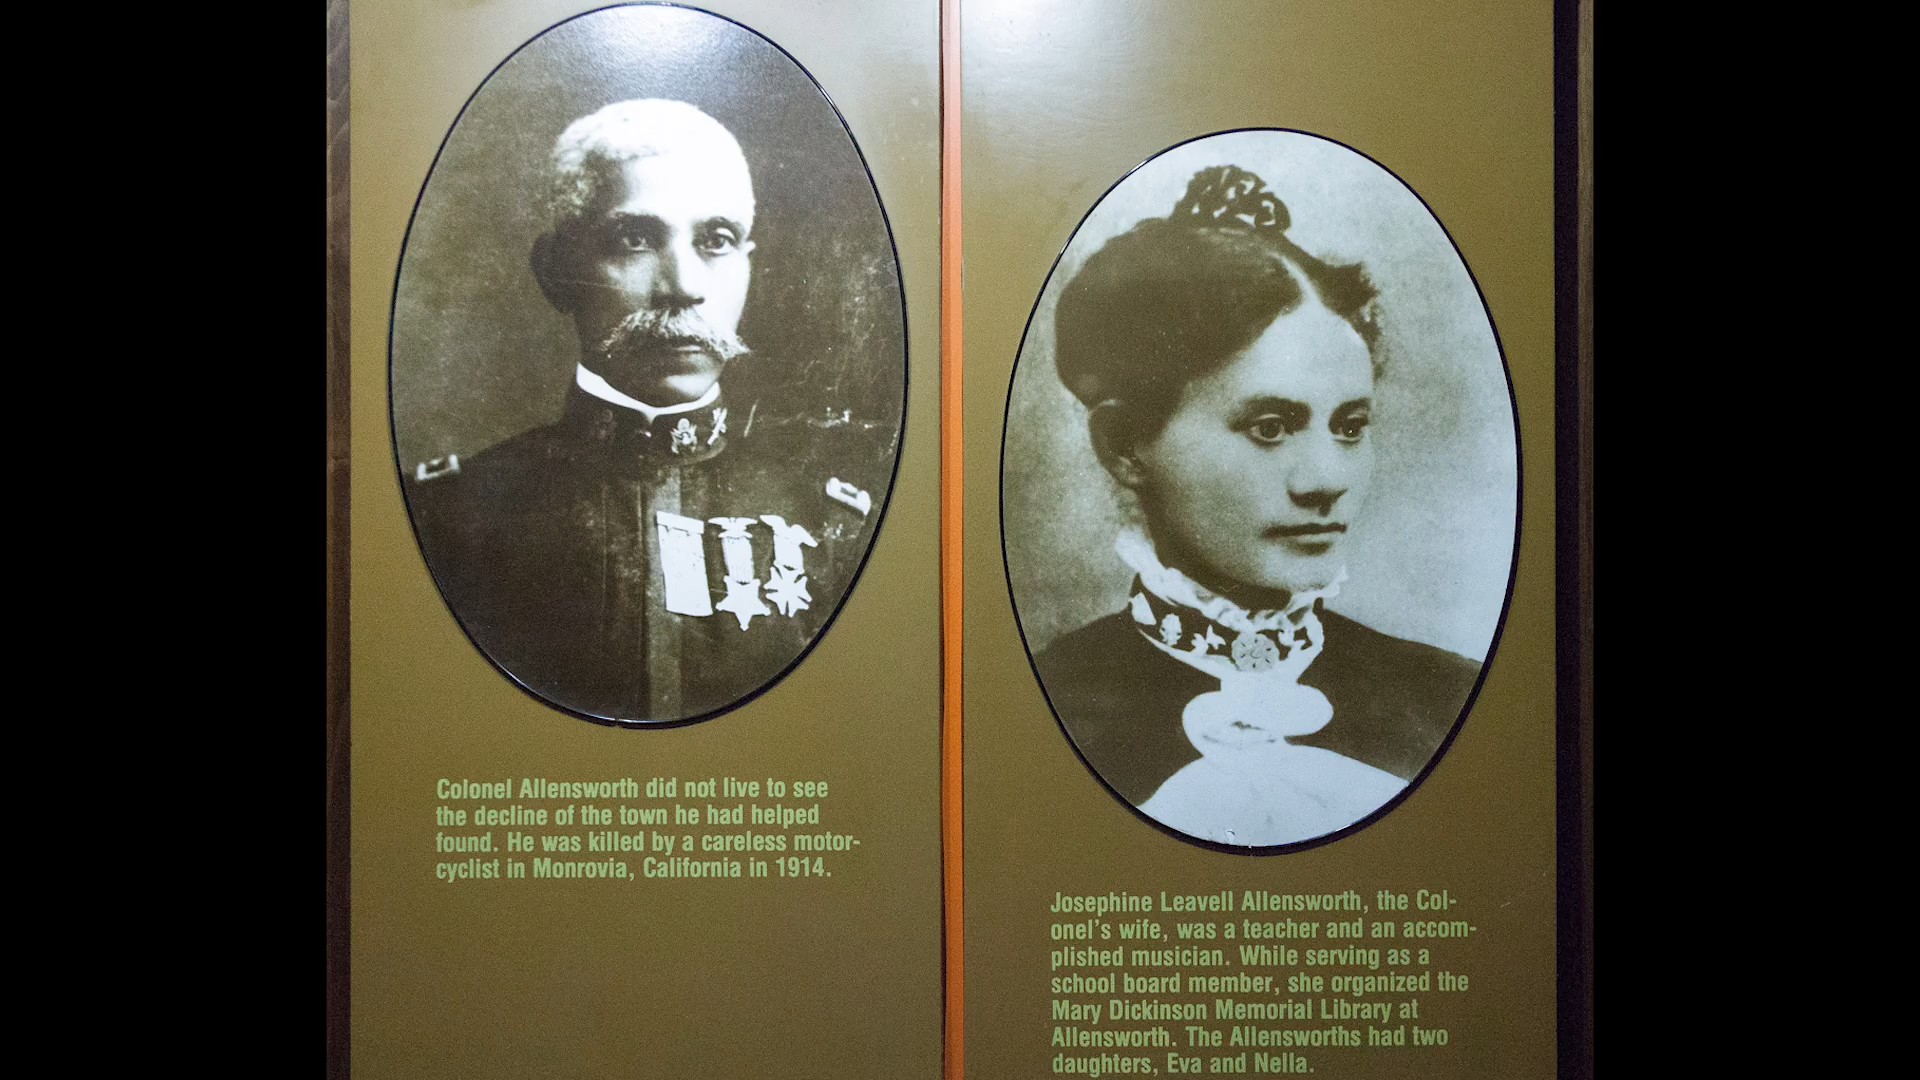 Colonel Allensworth did not live to see
the decline of the town he had helped
found. He was killed by a careless motor-
cyclist in Monrovia, California in 1914.
Josephine Leavell Allensworth, the Col-
onel's wife, was a teacher and an accom-
plished musician. While serving as a
school board member, she organized the
Mary Dickinson Memorial Library at
Allensworth. The Allensworths had two
daughters, Eva and Nella.